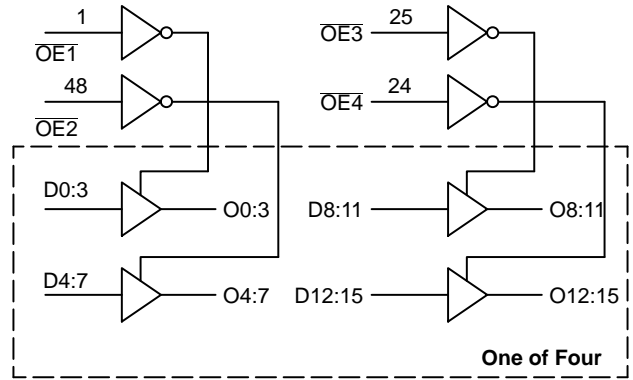 1
OE1
48
OE2
OE3
25
OE4
24
D0:3
O0:3
D8:11
O8:11
D4:7
O4:7
D12:15
O12:15
One of Four